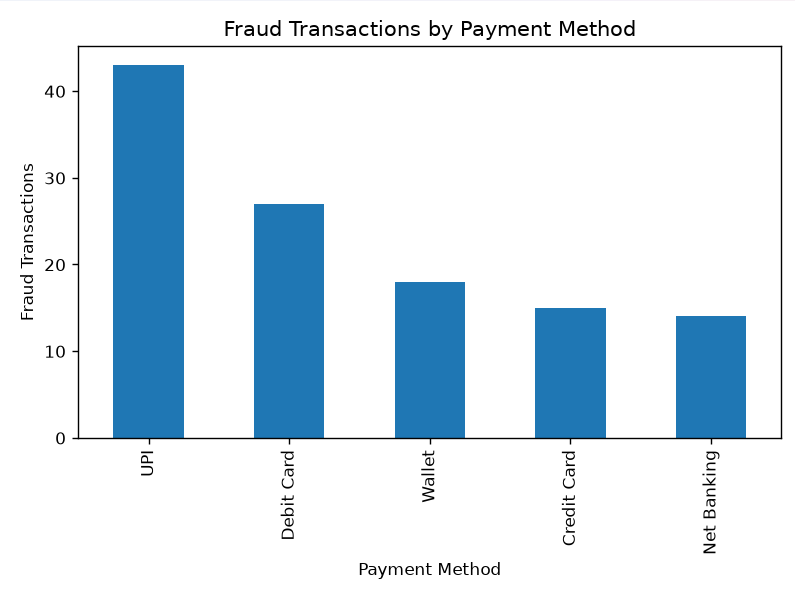 Fraud Transactions by Payment Method
Fraud Transactions
40
30
20
10
0
UPI
Debit Card
Wallet
Credit Card
Net Banking
Payment Method